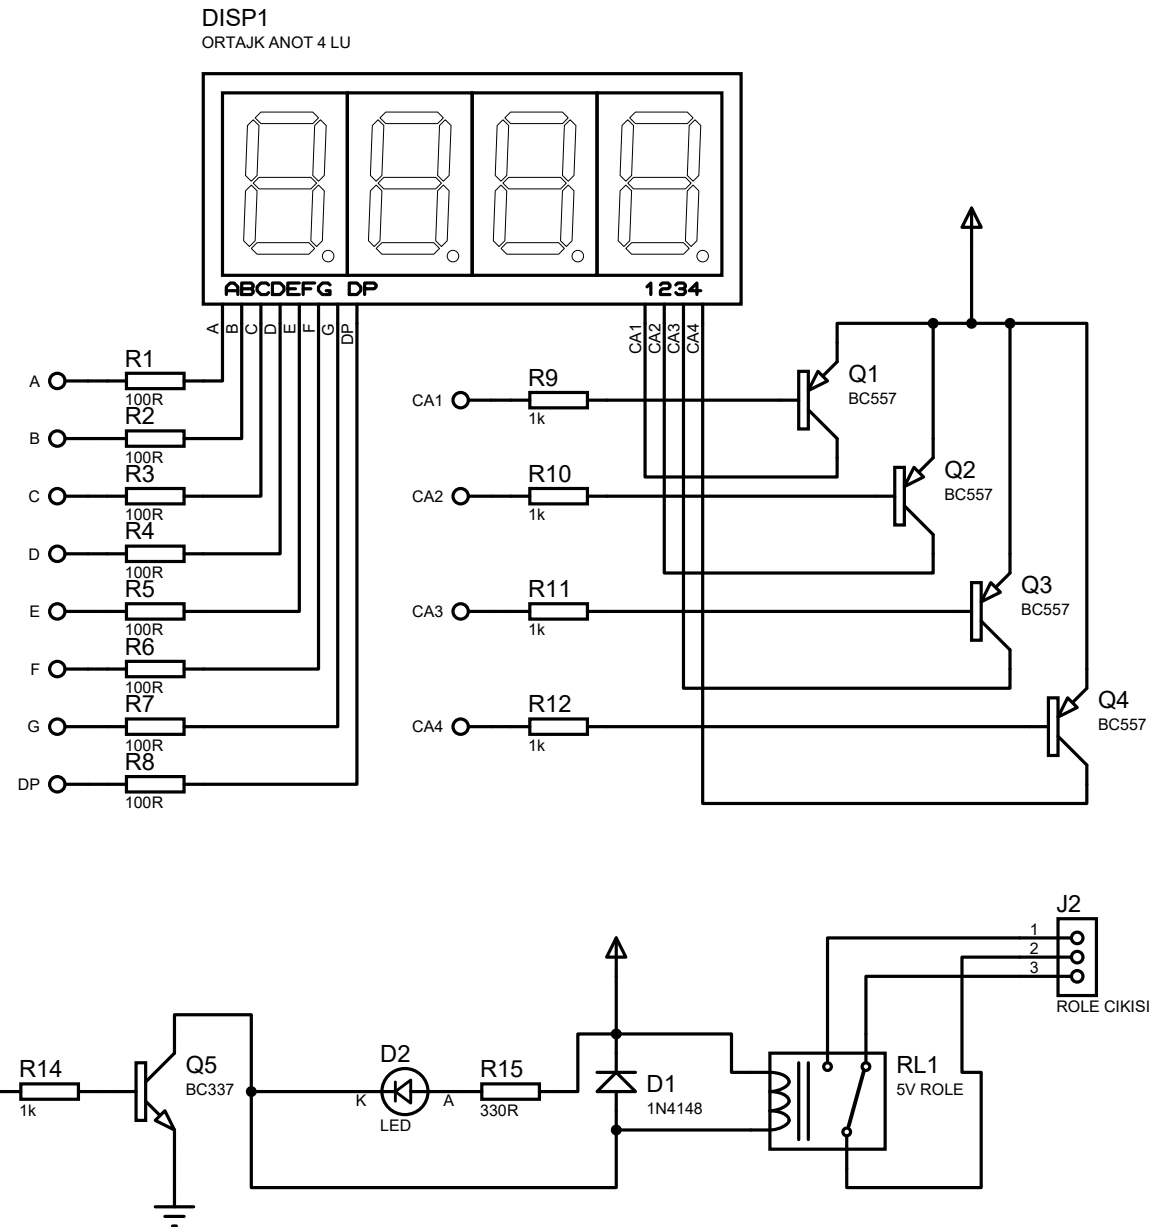 DISP1
ORTAJK ANOT 4 LU
ABCDEFG DP
1234
A
B
C
D
E
F
G
DP
CA1
CA2
CA3
CA4
A
R1
100R
B
R2
100R
C
R3
100R
D
R4
100R
E
R5
100R
F
R6
100R
G
R7
100R
DP
R8
100R
CA1
R9
1k
Q1
BC557
CA2
R10
1k
Q2
BC557
CA3
R11
1k
Q3
BC557
CA4
R12
1k
Q4
BC557
J2
1
2
3
ROLE CIKISI
R14
1k
Q5
BC337
D2
K
A
LED
R15
330R
D1
1N4148
RL1
5V ROLE